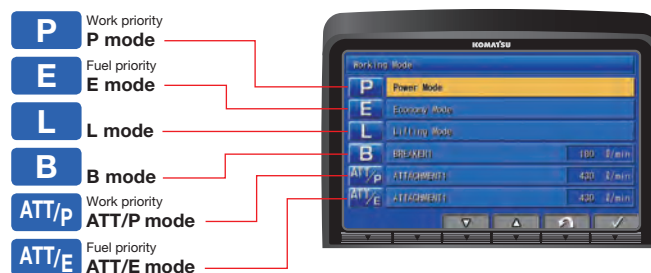 P
Work priority
P mode
E
Fuel priority
E mode
L
L mode
B
B mode
ATT/P
Work priority
ATT/P mode
ATT/E
Fuel priority
ATT/E mode
KOMATSU
Working Mode
P Power Mode
E Economy Mode
L Lifting Mode
B BREAKER1 100 ℓ/min
ATT/P ATTACHMENT1 430 ℓ/min
ATT/E ATTACHMENT1 430 ℓ/min